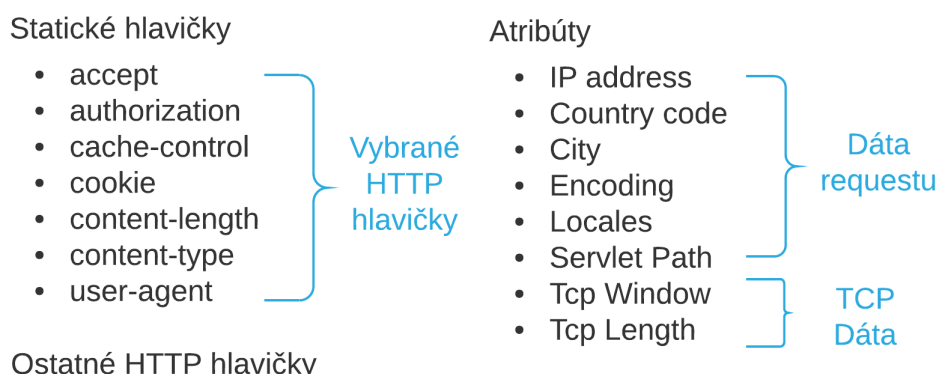 Statické hlavičky
accept
authorization
cache-control
cookie
content-length
content-type
user-agent
Vybrané
HTTP
hlavičky
Ostatné HTTP hlavičky
Atribúty
IP address
Country code
City
Encoding
Locales
Servlet Path
Tcp Window
Tcp Length
Dáta
requestu
TCP
Dáta